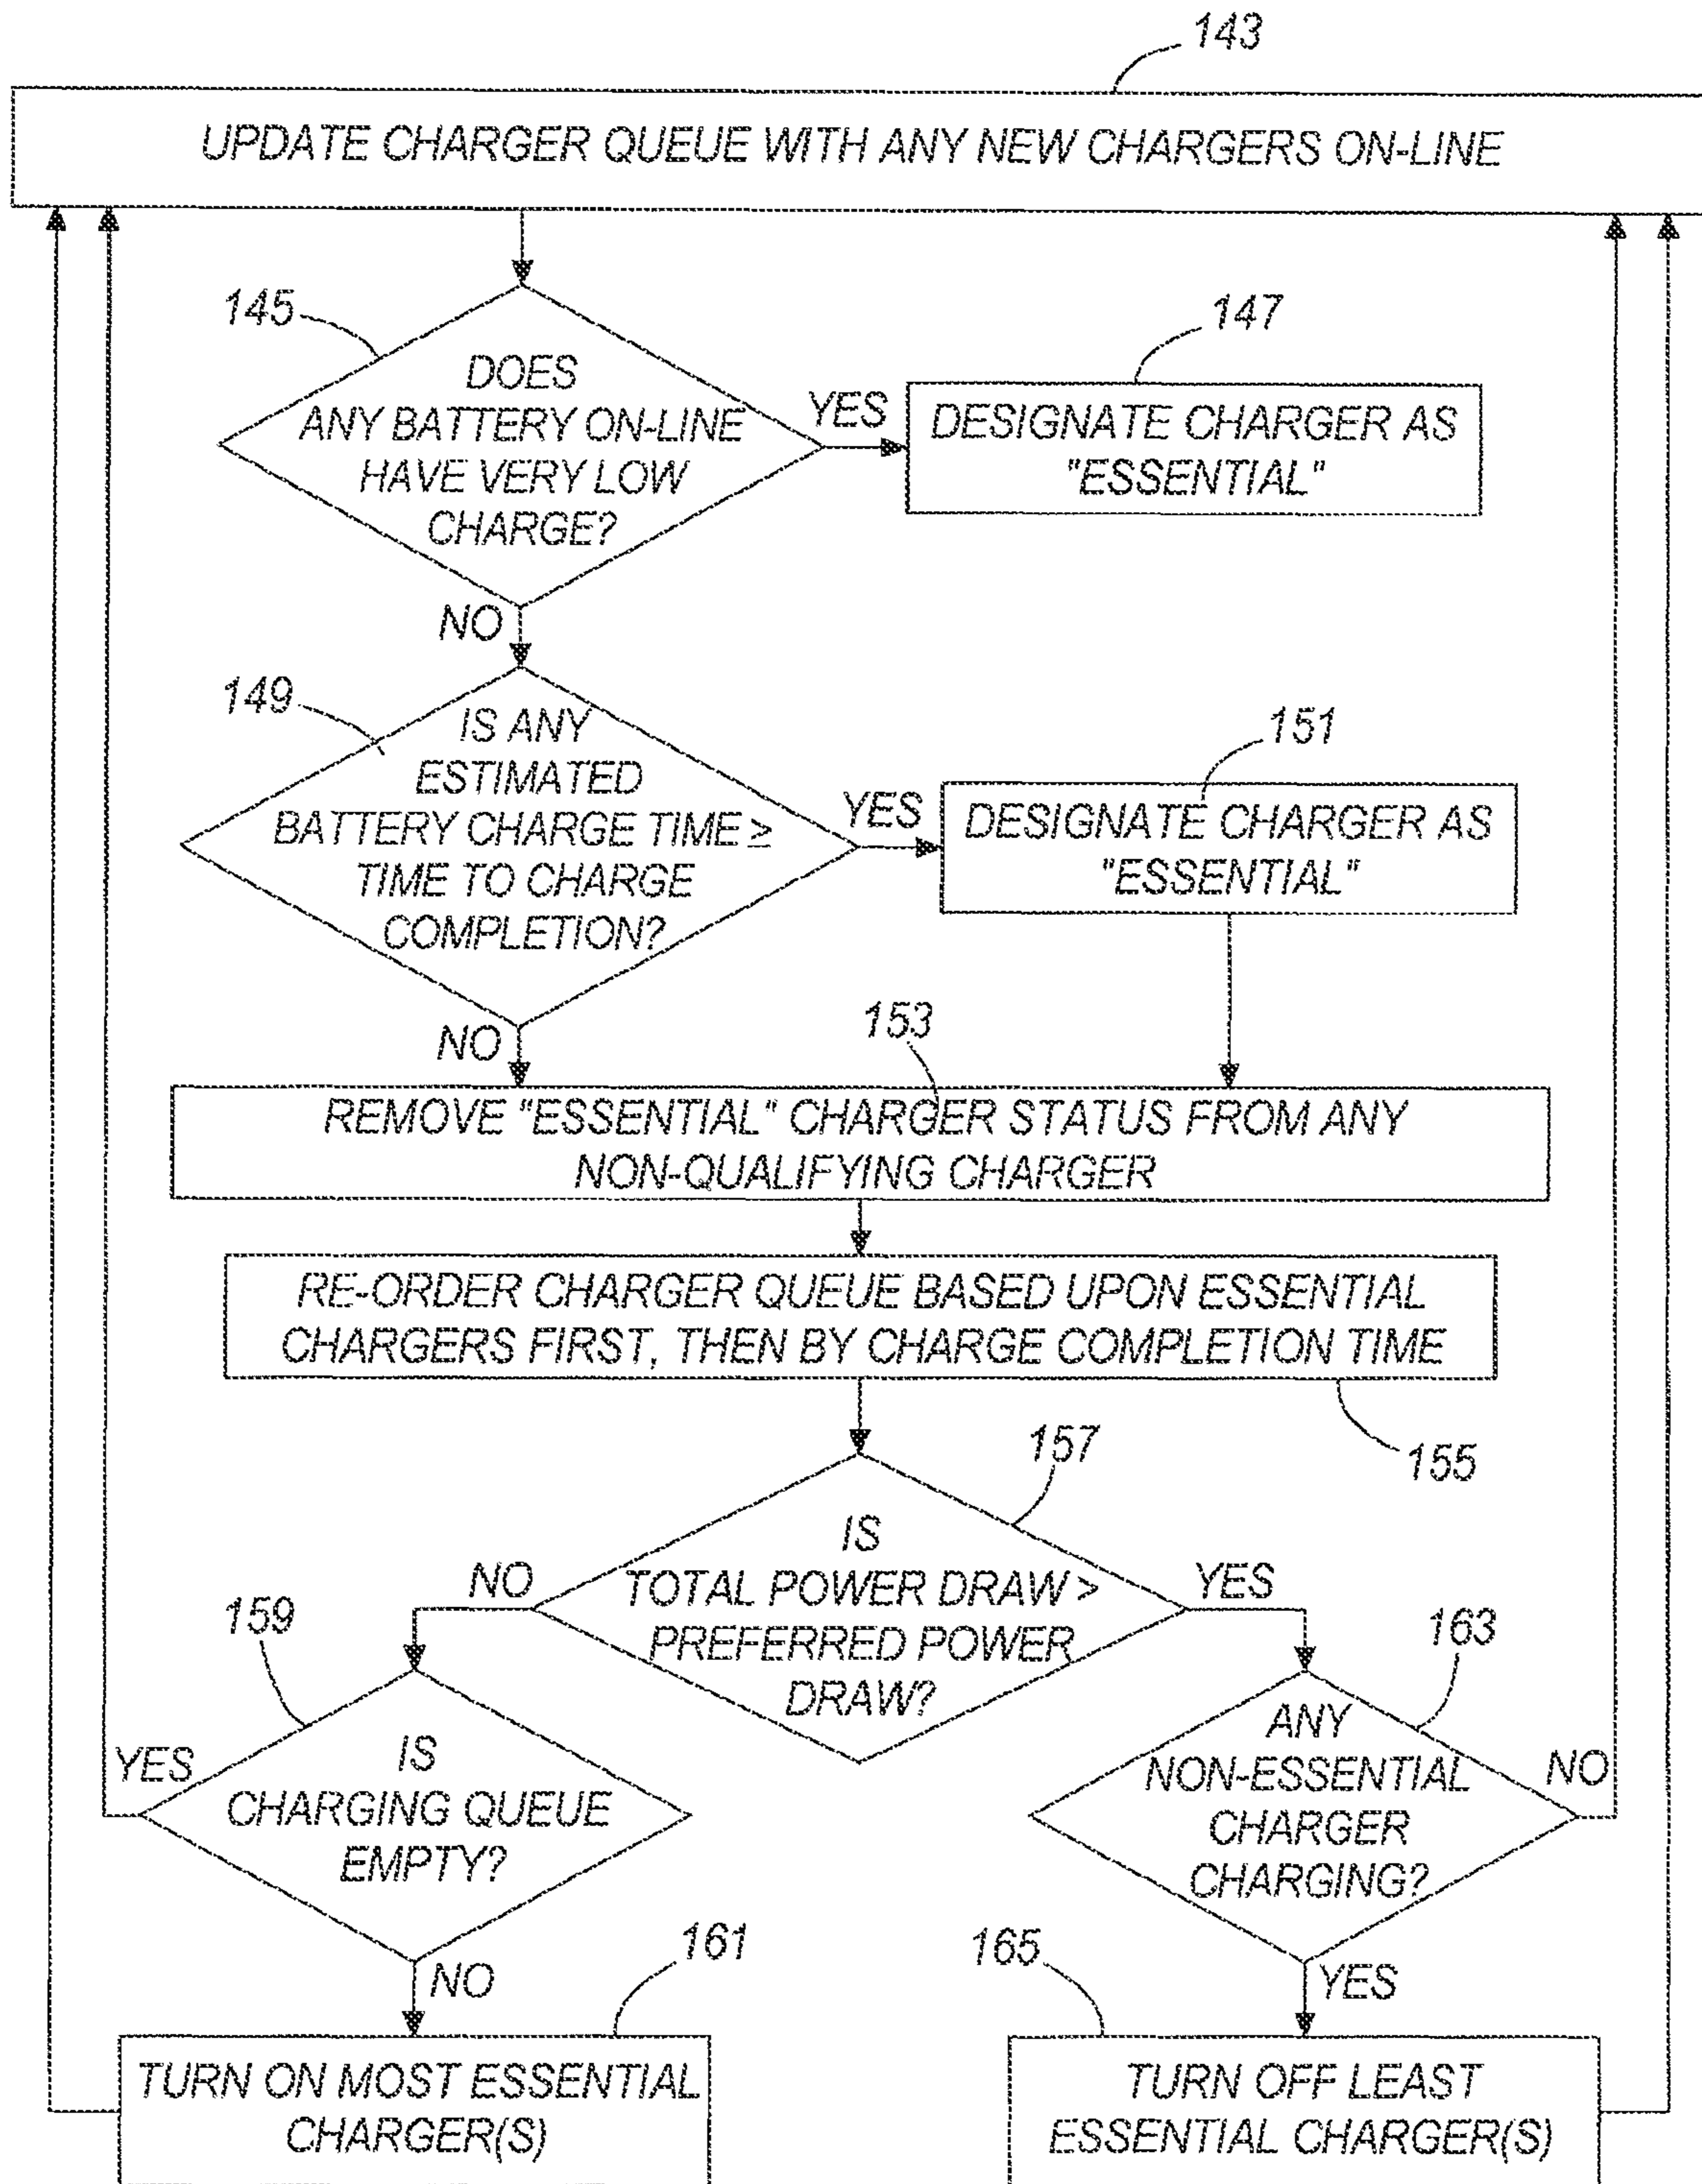 143
UPDATE CHARGER QUEUE WITH ANY NEW CHARGERS ON-LINE
145
DOES
ANY BATTERY ON-LINE
HAVE VERY LOW
CHARGE?
YES
147
DESIGNATE CHARGER AS
"ESSENTIAL"
NO
149
IS ANY
ESTIMATED
BATTERY CHARGE TIME ≥
TIME TO CHARGE
COMPLETION?
YES
151
DESIGNATE CHARGER AS
"ESSENTIAL"
NO
153
REMOVE "ESSENTIAL" CHARGER STATUS FROM ANY
NON-QUALIFYING CHARGER
RE-ORDER CHARGER QUEUE BASED UPON ESSENTIAL
CHARGERS FIRST, THEN BY CHARGE COMPLETION TIME
155
157
IS
TOTAL POWER DRAW >
PREFERRED POWER
DRAW?
NO
YES
159
IS
CHARGING QUEUE
EMPTY?
YES
NO
163
ANY
NON-ESSENTIAL
CHARGER
CHARGING?
NO
YES
161
TURN ON MOST ESSENTIAL
CHARGER(S)
165
TURN OFF LEAST
ESSENTIAL CHARGER(S)